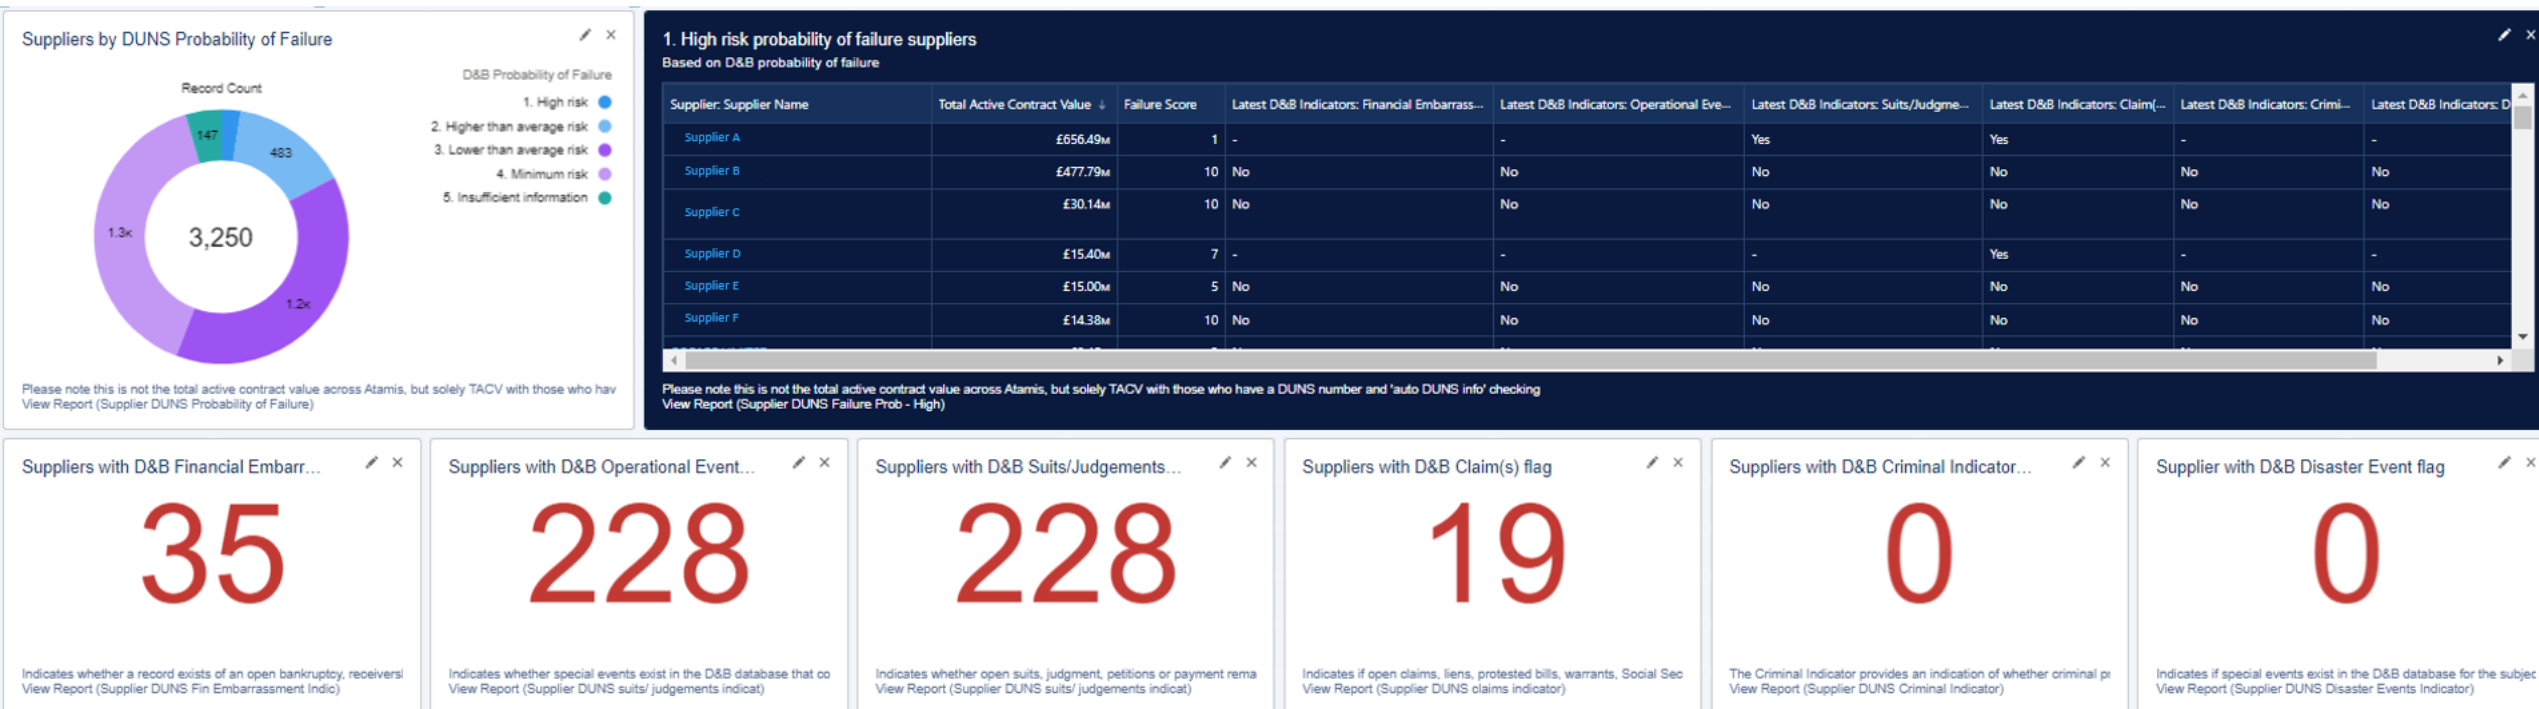 Suppliers by DUNS Probability of Failure
Record Count
D&B Probability of Failure
1. High risk
2. Higher than average risk
3. Lower than average risk
4. Minimum risk
5. Insufficient information
147
483
1.3K
3,250
1.2K
Please note this is not the total active contract value across Atamis, but solely TACV with those who hav
View Report (Supplier DUNS Probability of Failure)
1. High risk probability of failure suppliers
Based on D&B probability of failure
Supplier: Supplier Name Total Active Contract Value ↓ Failure Score Latest D&B Indicators: Financial Embarrass... Latest D&B Indicators: Operational Eve... Latest D&B Indicators: Suits/Judgme... Latest D&B Indicators: Claim(... Latest D&B Indicators: Crimi... Latest D&B Indicators: D
Supplier A £656.49M 1 - - Yes Yes - -
Supplier B £477.79M 10 No No No No No No
Supplier C £30.14M 10 No No No No No No
Supplier D £15.40M 7 - - - Yes - -
Supplier E £15.00M 5 No No No No No No
Supplier F £14.38M 10 No No No No No No
Please note this is not the total active contract value across Atamis, but solely TACV with those who have a DUNS number and 'auto DUNS info' checking
View Report (Supplier DUNS Failure Prob - High)
Suppliers with D&B Financial Embarr...
35
Indicates whether a record exists of an open bankruptcy, receivers
View Report (Supplier DUNS Fin Embarrassment Indic)
Suppliers with D&B Operational Event...
228
Indicates whether special events exist in the D&B database that co
View Report (Supplier DUNS suits/ judgements indicat)
Suppliers with D&B Suits/Judgements...
228
Indicates whether open suits, judgment, petitions or payment rema
View Report (Supplier DUNS suits/ judgements indicat)
Suppliers with D&B Claim(s) flag
19
Indicates if open claims, liens, protested bills, warrants, Social Sec
View Report (Supplier DUNS claims indicator)
Suppliers with D&B Criminal Indicator...
0
The Criminal Indicator provides an indication of whether criminal pr
View Report (Supplier DUNS Criminal Indicator)
Supplier with D&B Disaster Event flag
0
Indicates if special events exist in the D&B database for the subjec
View Report (Supplier DUNS Disaster Events Indicator)